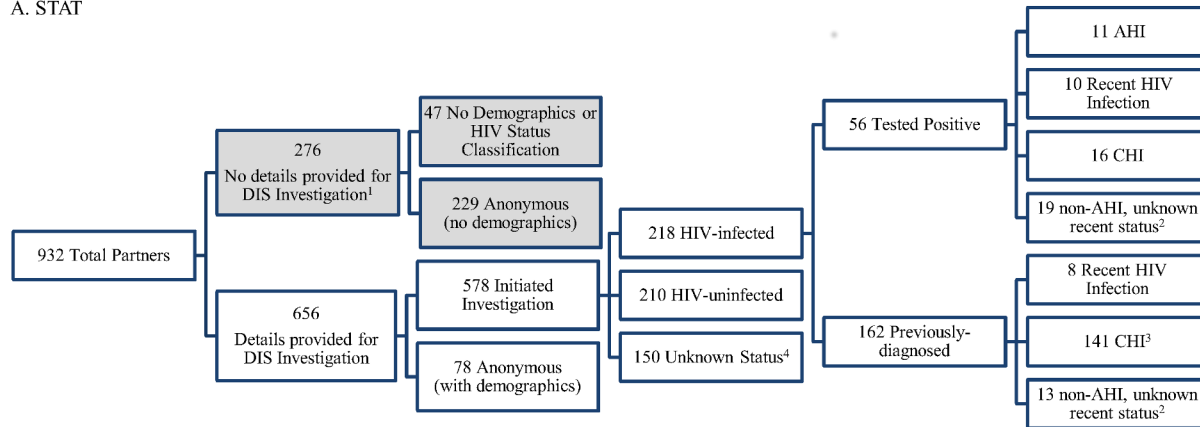 A. STAT
932 Total Partners
276
No details provided for
DIS Investigation¹
656
Details provided for
DIS Investigation
47 No Demographics or
HIV Status
Classification
229 Anonymous
(no demographics)
578 Initiated
Investigation
78 Anonymous
(with demographics)
218 HIV-infected
210 HIV-uninfected
150 Unknown Status⁴
56 Tested Positive
162 Previously-
diagnosed
11 AHI
10 Recent HIV
Infection
16 CHI
19 non-AHI, unknown
recent status²
8 Recent HIV
Infection
141 CHI³
13 non-AHI, unknown
recent status²